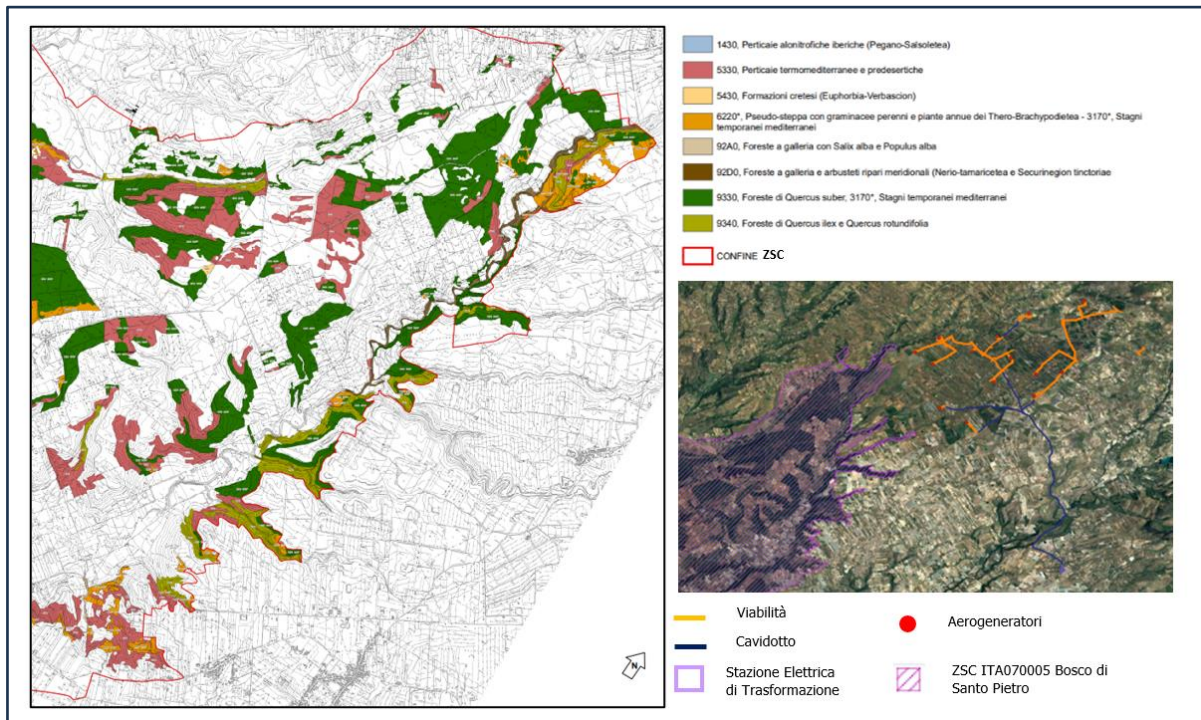 1430, Perticaie alonitrofiche iberiche (Pegano-Salsoletea)
5330, Perticaie termomediterranee e predesertiche
5430, Formazioni cretesi (Euphorbia-Verbascion)
6220*, Pseudo-steppa con graminacee perenni e piante annue dei Thero-Brachypodietea - 3170*, Stagni
temporanei mediterranei
92A0, Foreste a galleria con Salix alba e Populus alba
92D0, Foreste a galleria e arbusteti ripari meridionali (Nerio-tamaricetea e Securinegion tinctoriae
9330, Foreste di Quercus suber, 3170*, Stagni temporanei mediterranei
9340, Foreste di Quercus ilex e Quercus rotundifolia
CONFINE ZSC
N
Viabilità
Aerogeneratori
Cavidotto
Stazione Elettrica
di Trasformazione
ZSC ITA070005 Bosco di
Santo Pietro